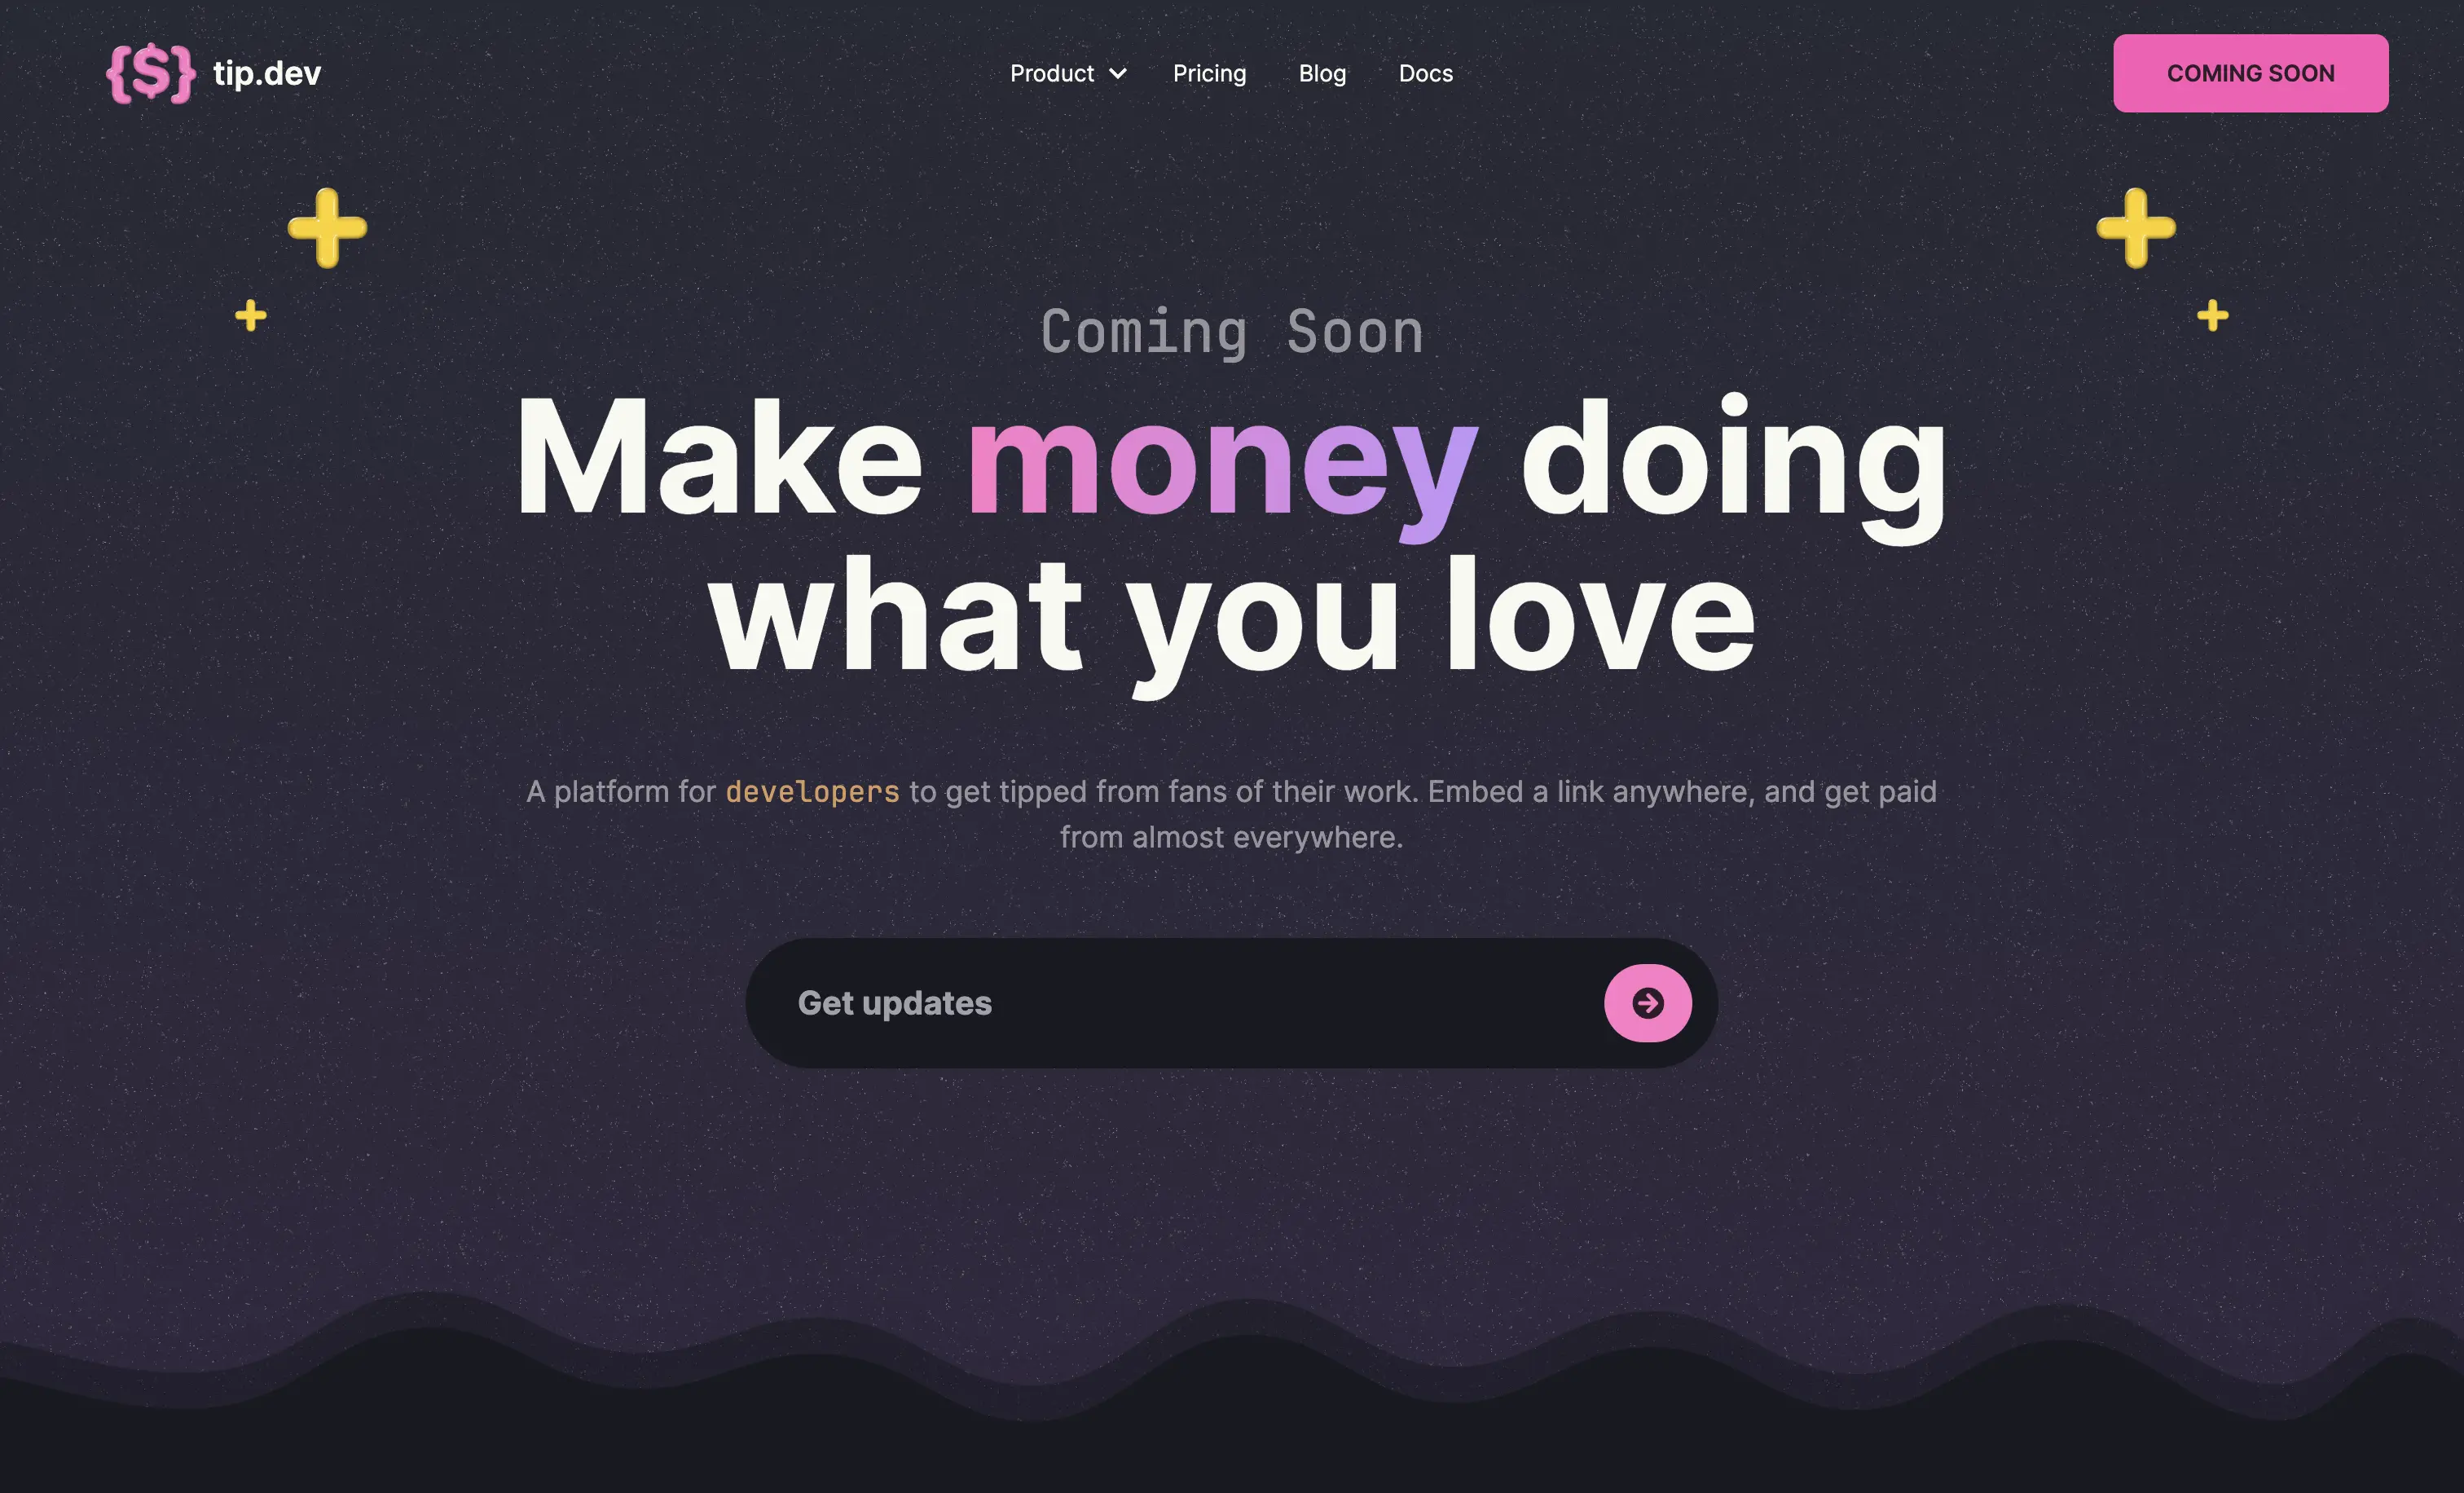 {$} tip.dev
Product
Pricing
Blog
Docs
COMING SOON
Coming Soon
Make money doing
what you love
A platform for developers to get tipped from fans of their work. Embed a link anywhere, and get paid
from almost everywhere.
Get updates